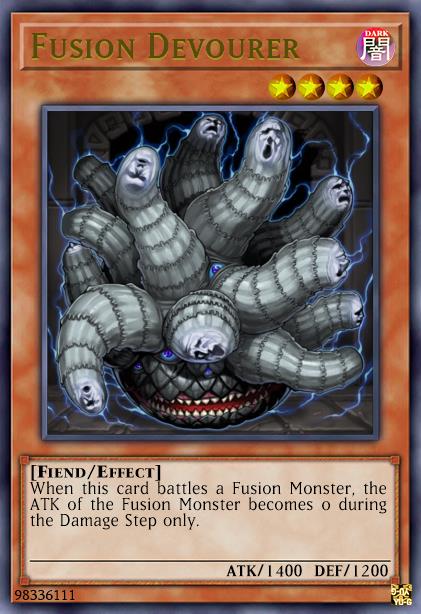 Fusion Devourer
DARK
闇
[Fiend/Effect]
When this card battles a Fusion Monster, the
ATK of the Fusion Monster becomes 0 during
the Damage Step only.
ATK/1400 DEF/1200
98336111